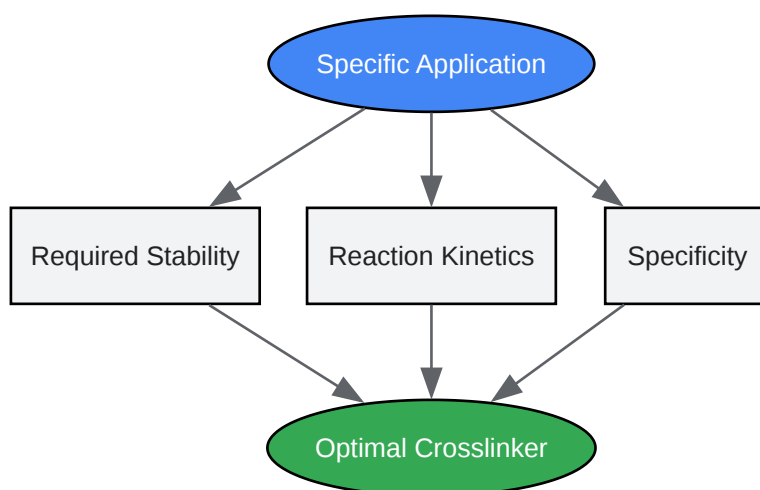 Specific Application
Required Stability
Reaction Kinetics
Specificity
Optimal Crosslinker